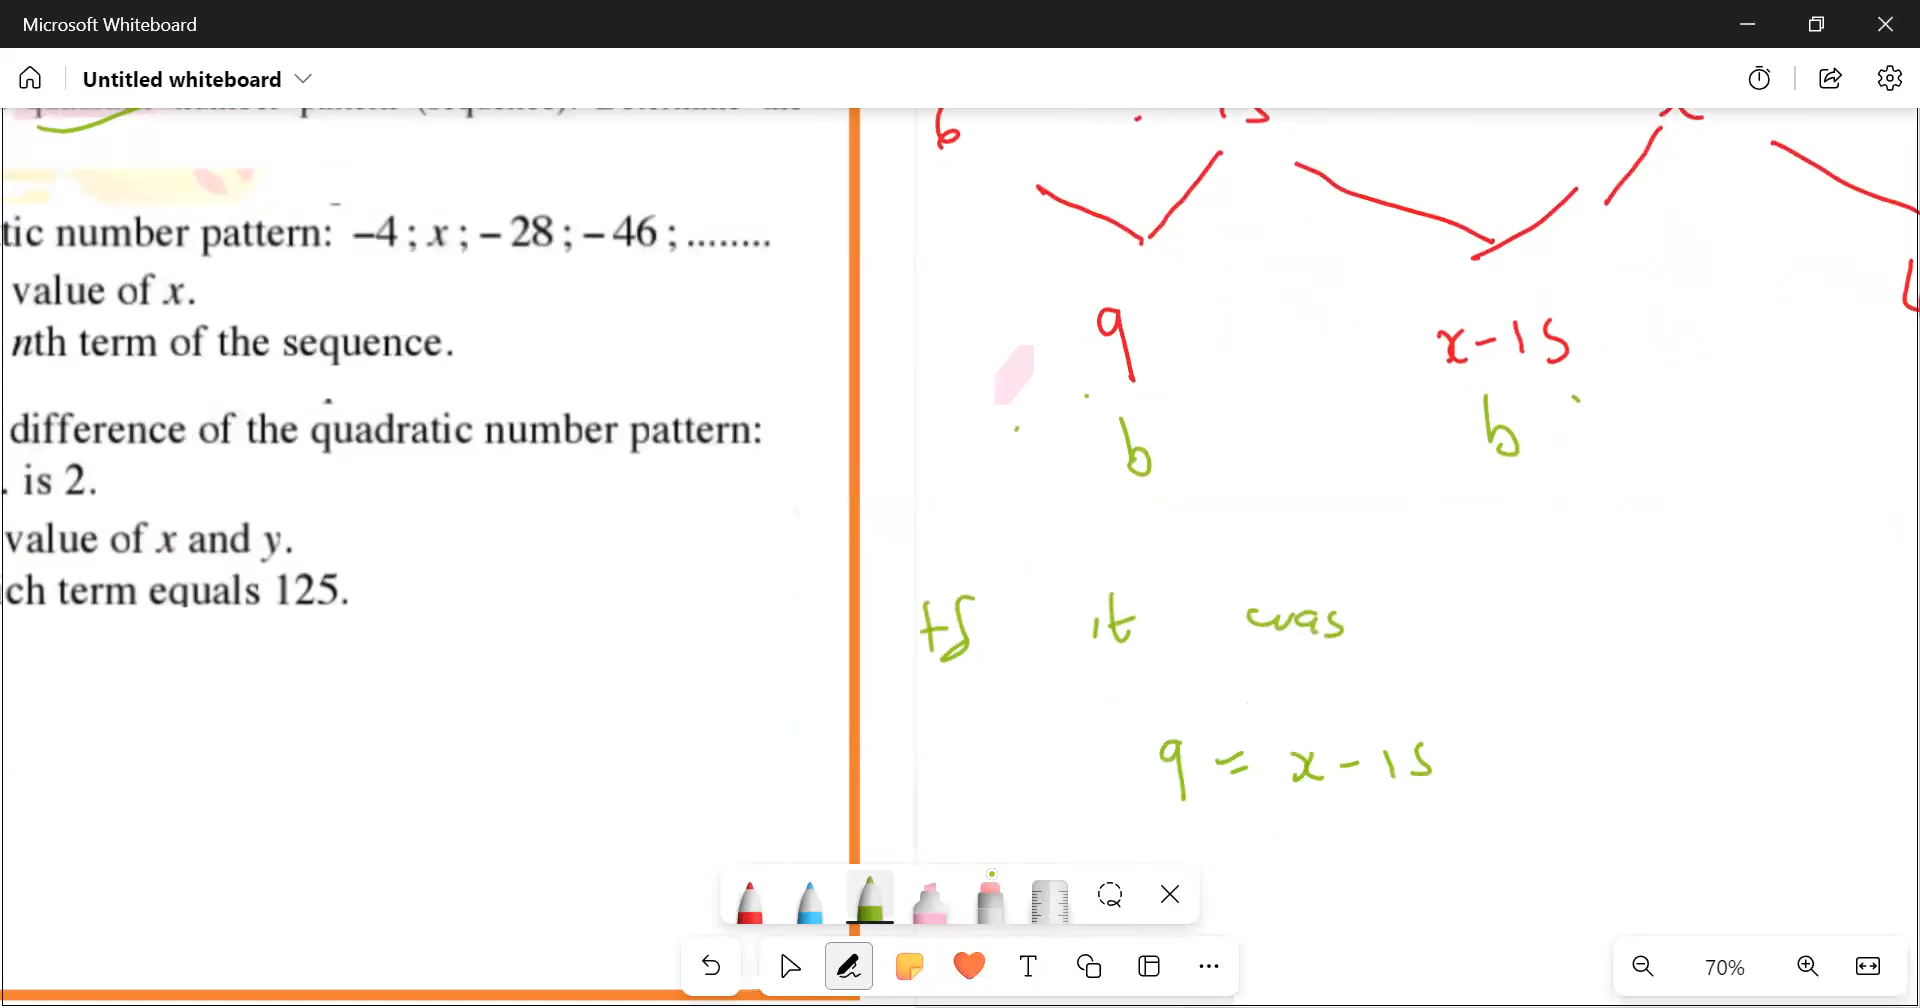 Microsoft Whiteboard
Untitled whiteboard
tic number pattern: −4 ; x ; − 28 ; − 46 ; ........
value of x.
nth term of the sequence.
difference of the quadratic number pattern:
. is 2.
value of x and y.
ch term equals 125.
6 15 x
9 x-15
b b
If it was
9 = x-15
70%